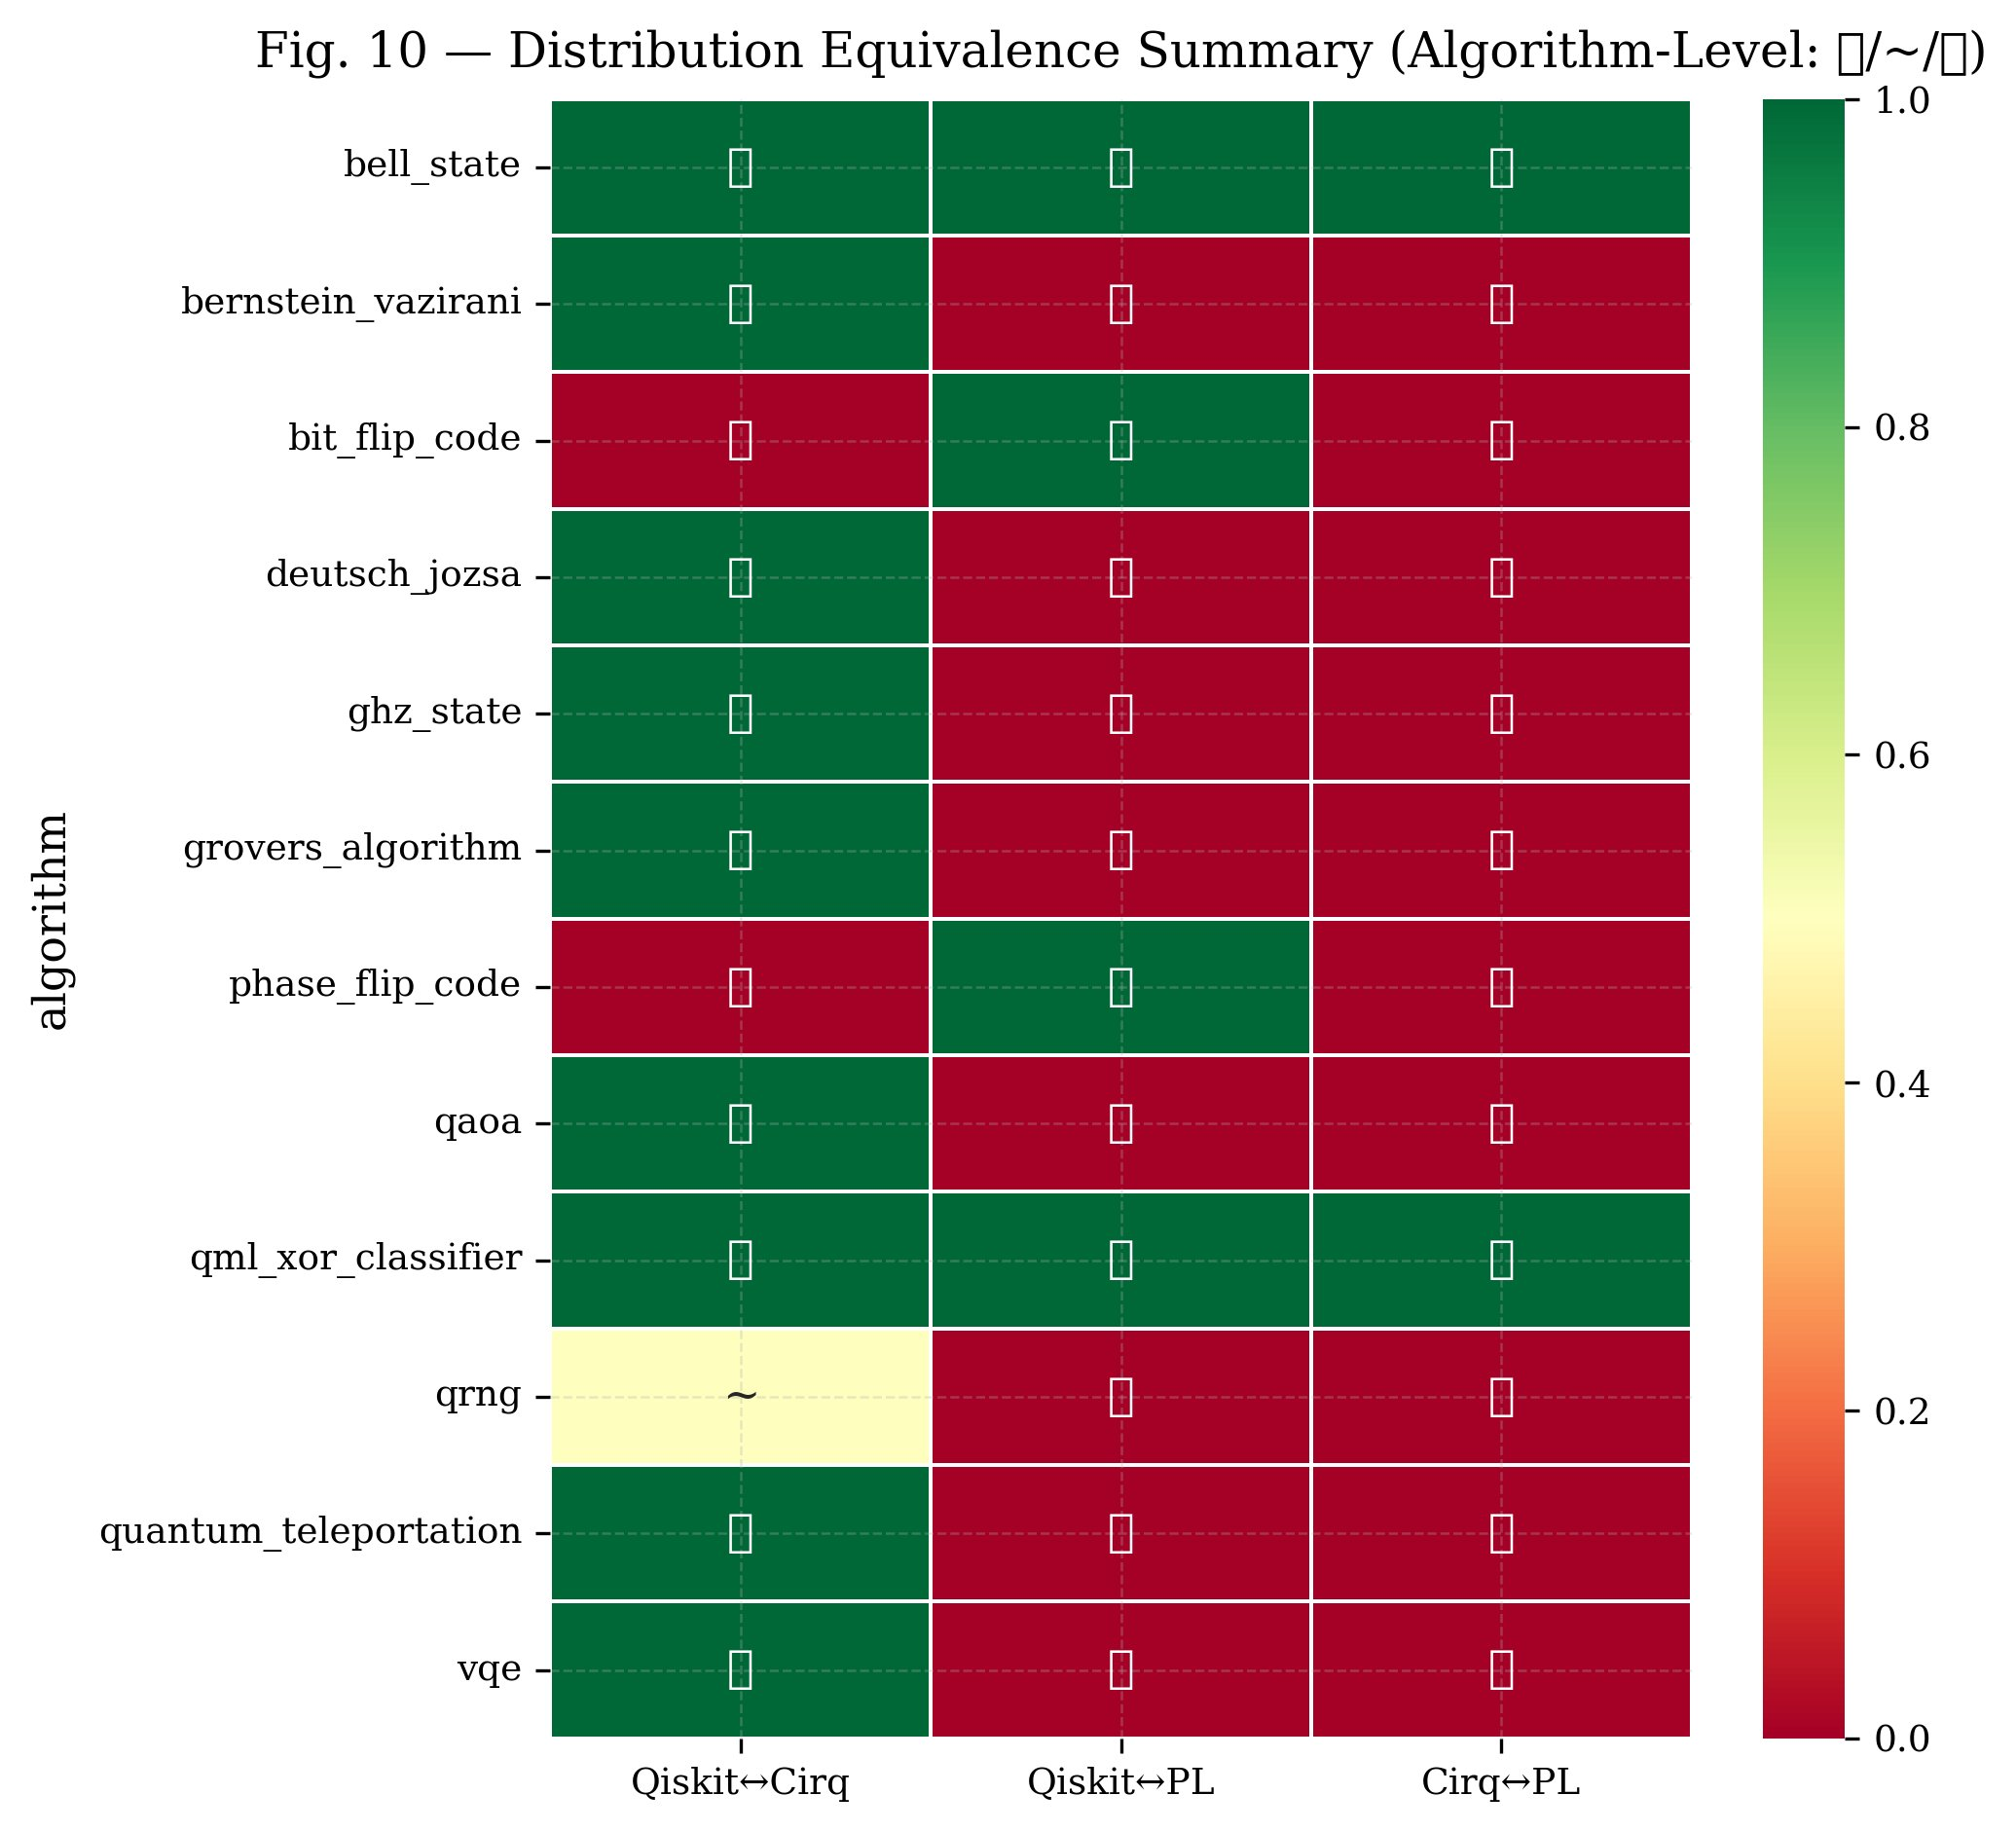 Fig. 10 — Distribution Equivalence Summary (Algorithm-Level: ▯/~/▯)
algorithm
bell_state ▯ ▯ ▯
bernstein_vazirani ▯ ▯ ▯
bit_flip_code ▯ ▯ ▯
deutsch_jozsa ▯ ▯ ▯
ghz_state ▯ ▯ ▯
grovers_algorithm ▯ ▯ ▯
phase_flip_code ▯ ▯ ▯
qaoa ▯ ▯ ▯
qml_xor_classifier ▯ ▯ ▯
qrng ~ ▯ ▯
quantum_teleportation ▯ ▯ ▯
vqe ▯ ▯ ▯
Qiskit↔Cirq Qiskit↔PL Cirq↔PL
1.0
0.8
0.6
0.4
0.2
0.0